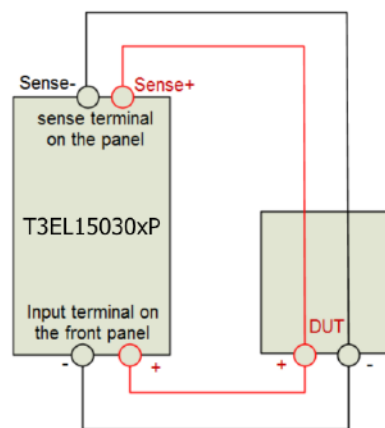 Sense-
Sense+
sense terminal
on the panel
T3EL15030xP
Input terminal on
the front panel
-
+
DUT
+
-